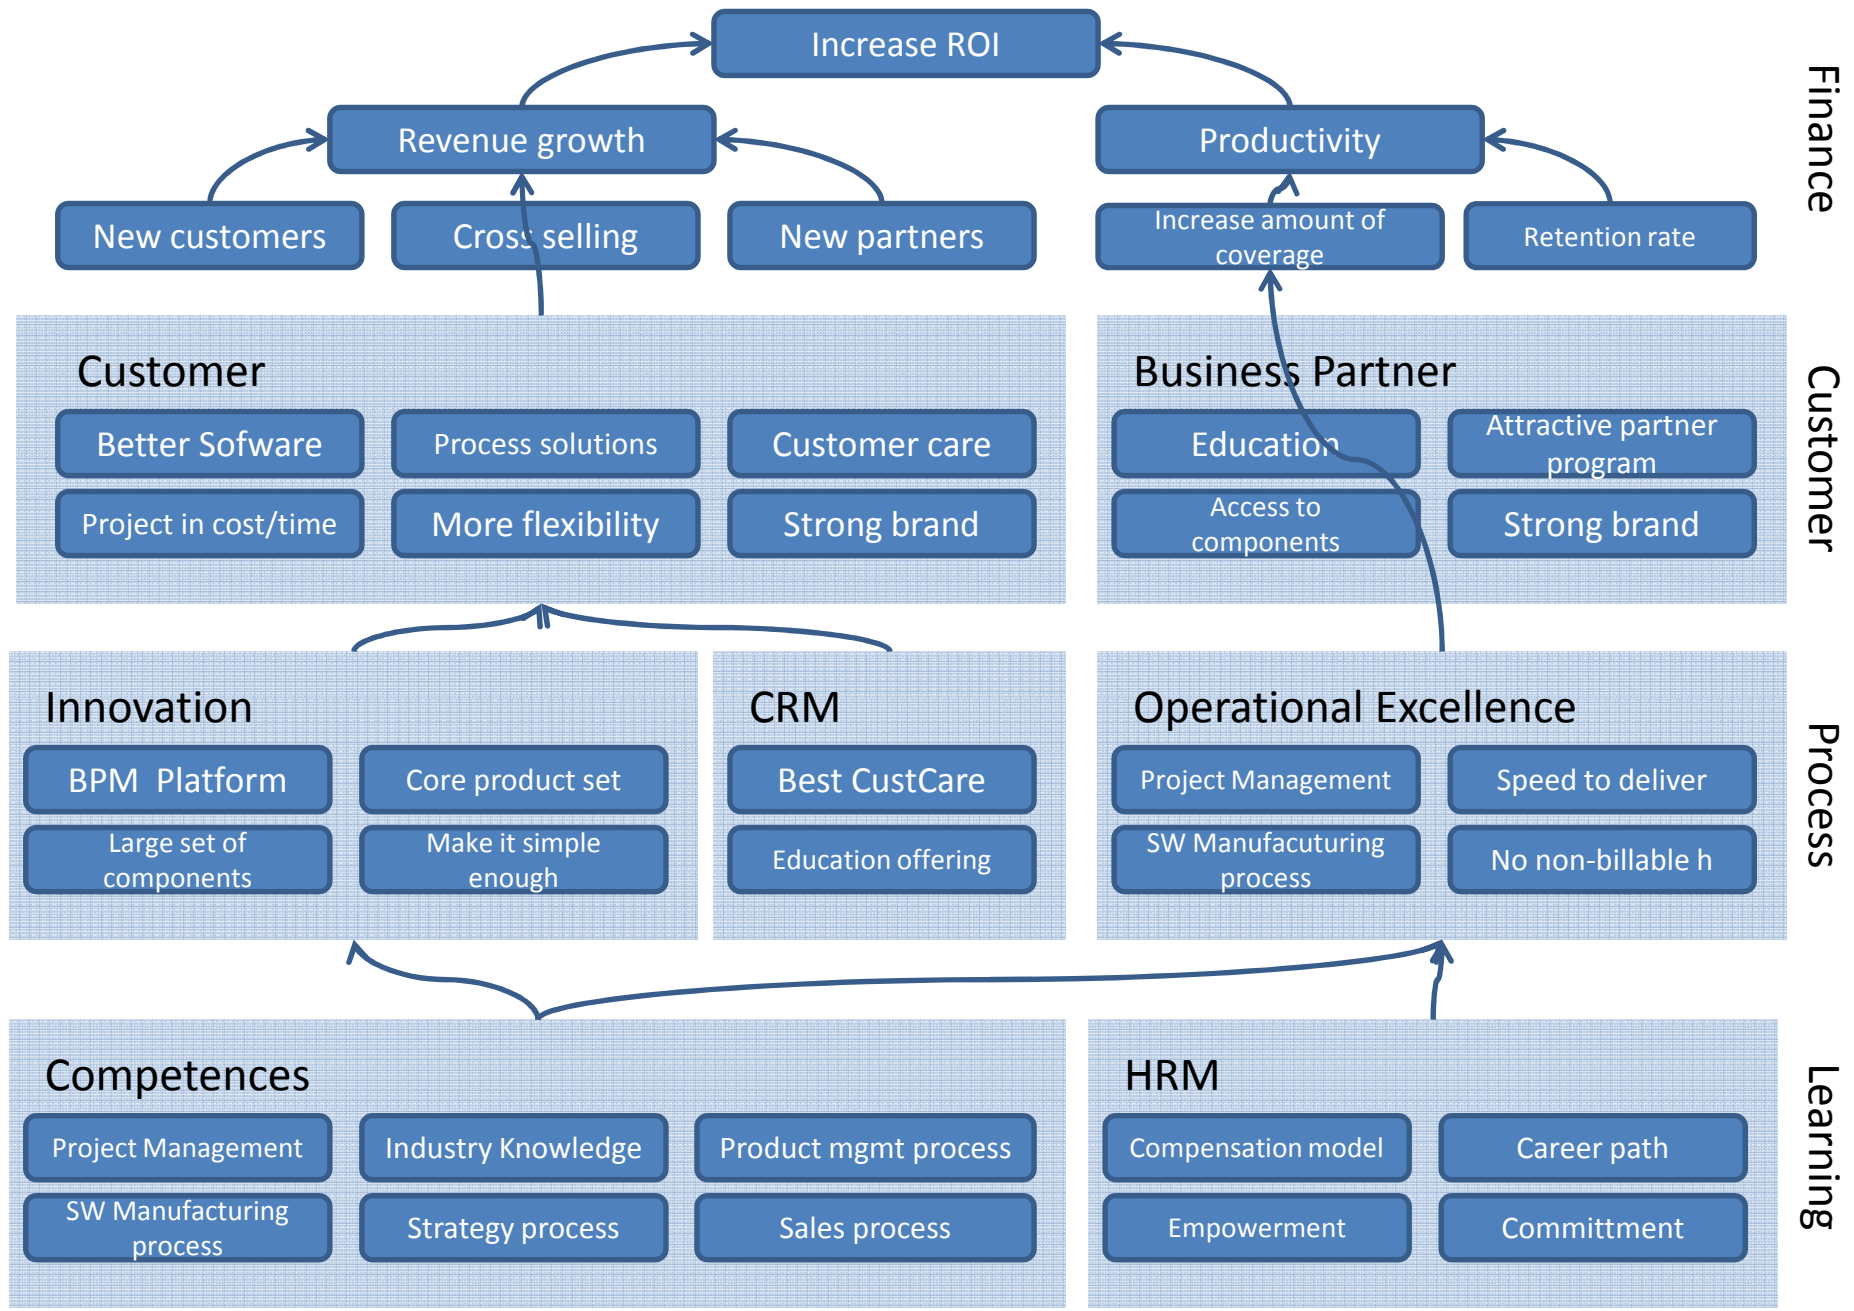 Increase ROI
Finance
Revenue growth
Productivity
New customers
Cross selling
New partners
Increase amount of
coverage
Retention rate
Customer
Better Sofware
Process solutions
Customer care
Project in cost/time
More flexibility
Strong brand
Business Partner
Education
Attractive partner
program
Access to
components
Strong brand
Customer
Innovation
BPM Platform
Core product set
Large set of
components
Make it simple
enough
CRM
Best CustCare
Education offering
Operational Excellence
Project Management
Speed to deliver
SW Manufacuturing
process
No non-billable h
Process
Competences
Project Management
Industry Knowledge
Product mgmt process
SW Manufacturing
process
Strategy process
Sales process
HRM
Compensation model
Career path
Empowerment
Committment
Learning